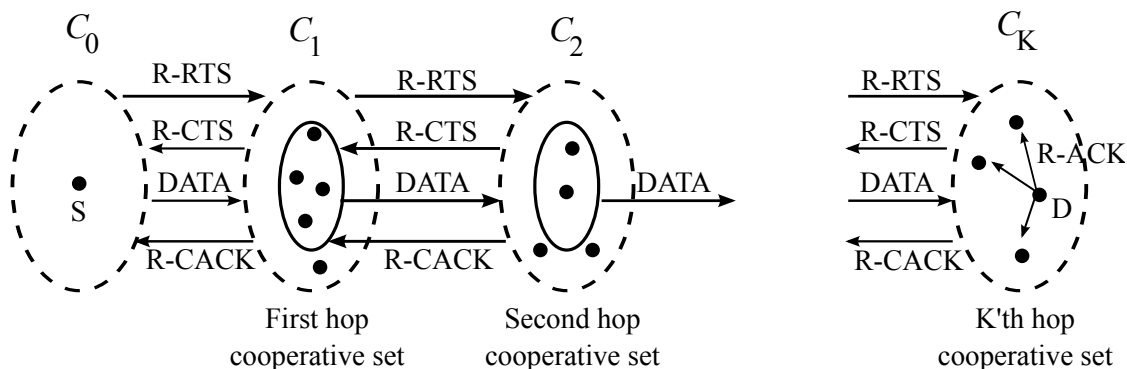 C0
C1
C2
CK
R-RTS
R-RTS
R-RTS
R-CTS
R-CTS
R-CTS
R-ACK
DATA
DATA
DATA
DATA
S
D
R-CACK
R-CACK
R-CACK
First hop
cooperative set
Second hop
cooperative set
K'th hop
cooperative set